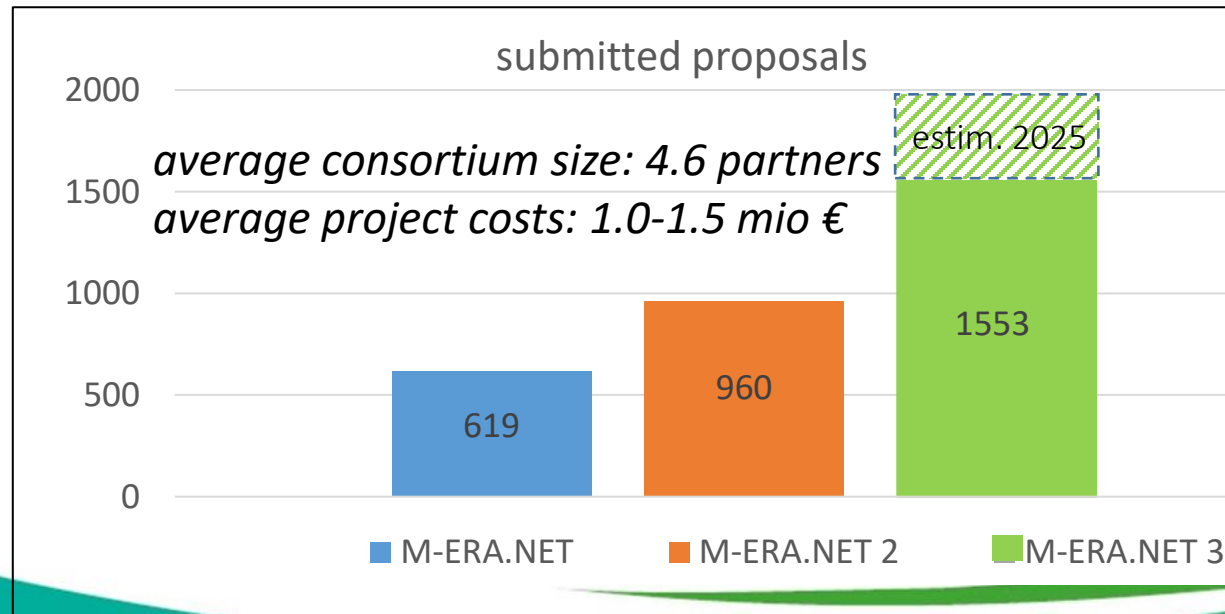 submitted proposals
2000
estim. 2025
average consortium size: 4.6 partners
1500
average project costs: 1.0-1.5 mio €
1000
1553
960
500
619
0
M-ERA.NET M-ERA.NET 2 M-ERA.NET 3